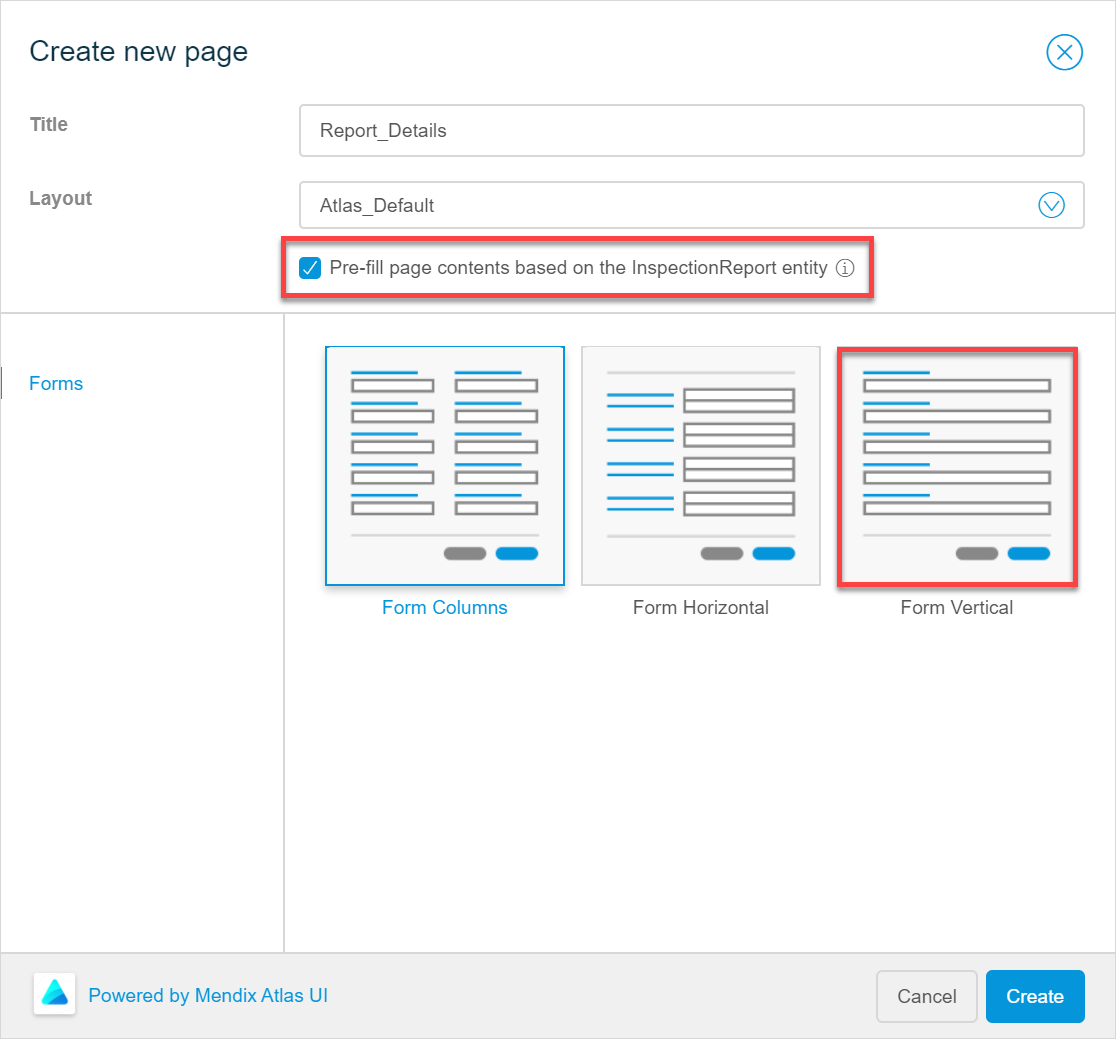 Create new page
Title
Report_Details
Layout
Atlas_Default
Pre-fill page contents based on the InspectionReport entity
Forms
Form Columns
Form Horizontal
Form Vertical
Powered by Mendix Atlas UI
Cancel
Create